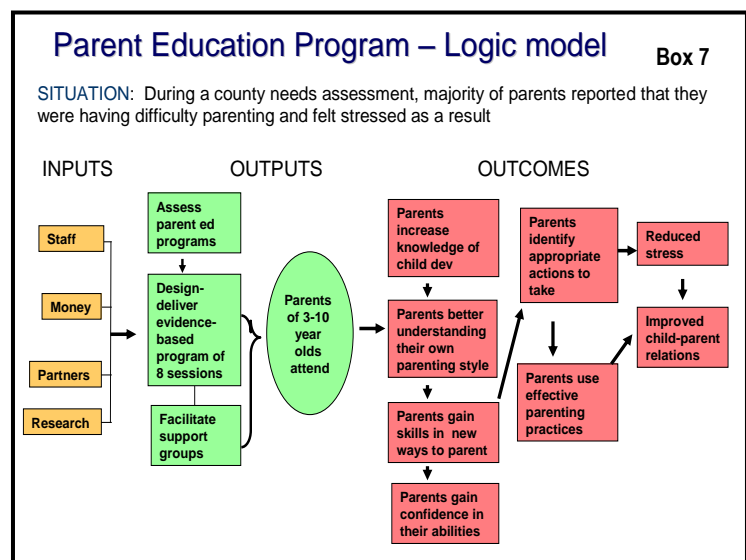 Parent Education Program – Logic model
Box 7
SITUATION: During a county needs assessment, majority of parents reported that they
were having difficulty parenting and felt stressed as a result
INPUTS
OUTPUTS
OUTCOMES
Staff
Money
Partners
Research
Assess
parent ed
programs
Design-
deliver
evidence-
based
program of
8 sessions
Facilitate
support
groups
Parents
of 3-10
year
olds
attend
Parents
increase
knowledge of
child dev
Parents better
understanding
their own
parenting style
Parents gain
skills in new
ways to parent
Parents gain
confidence in
their abilities
Parents
identify
appropriate
actions to
take
Parents use
effective
parenting
practices
Reduced
stress
Improved
child-parent
relations